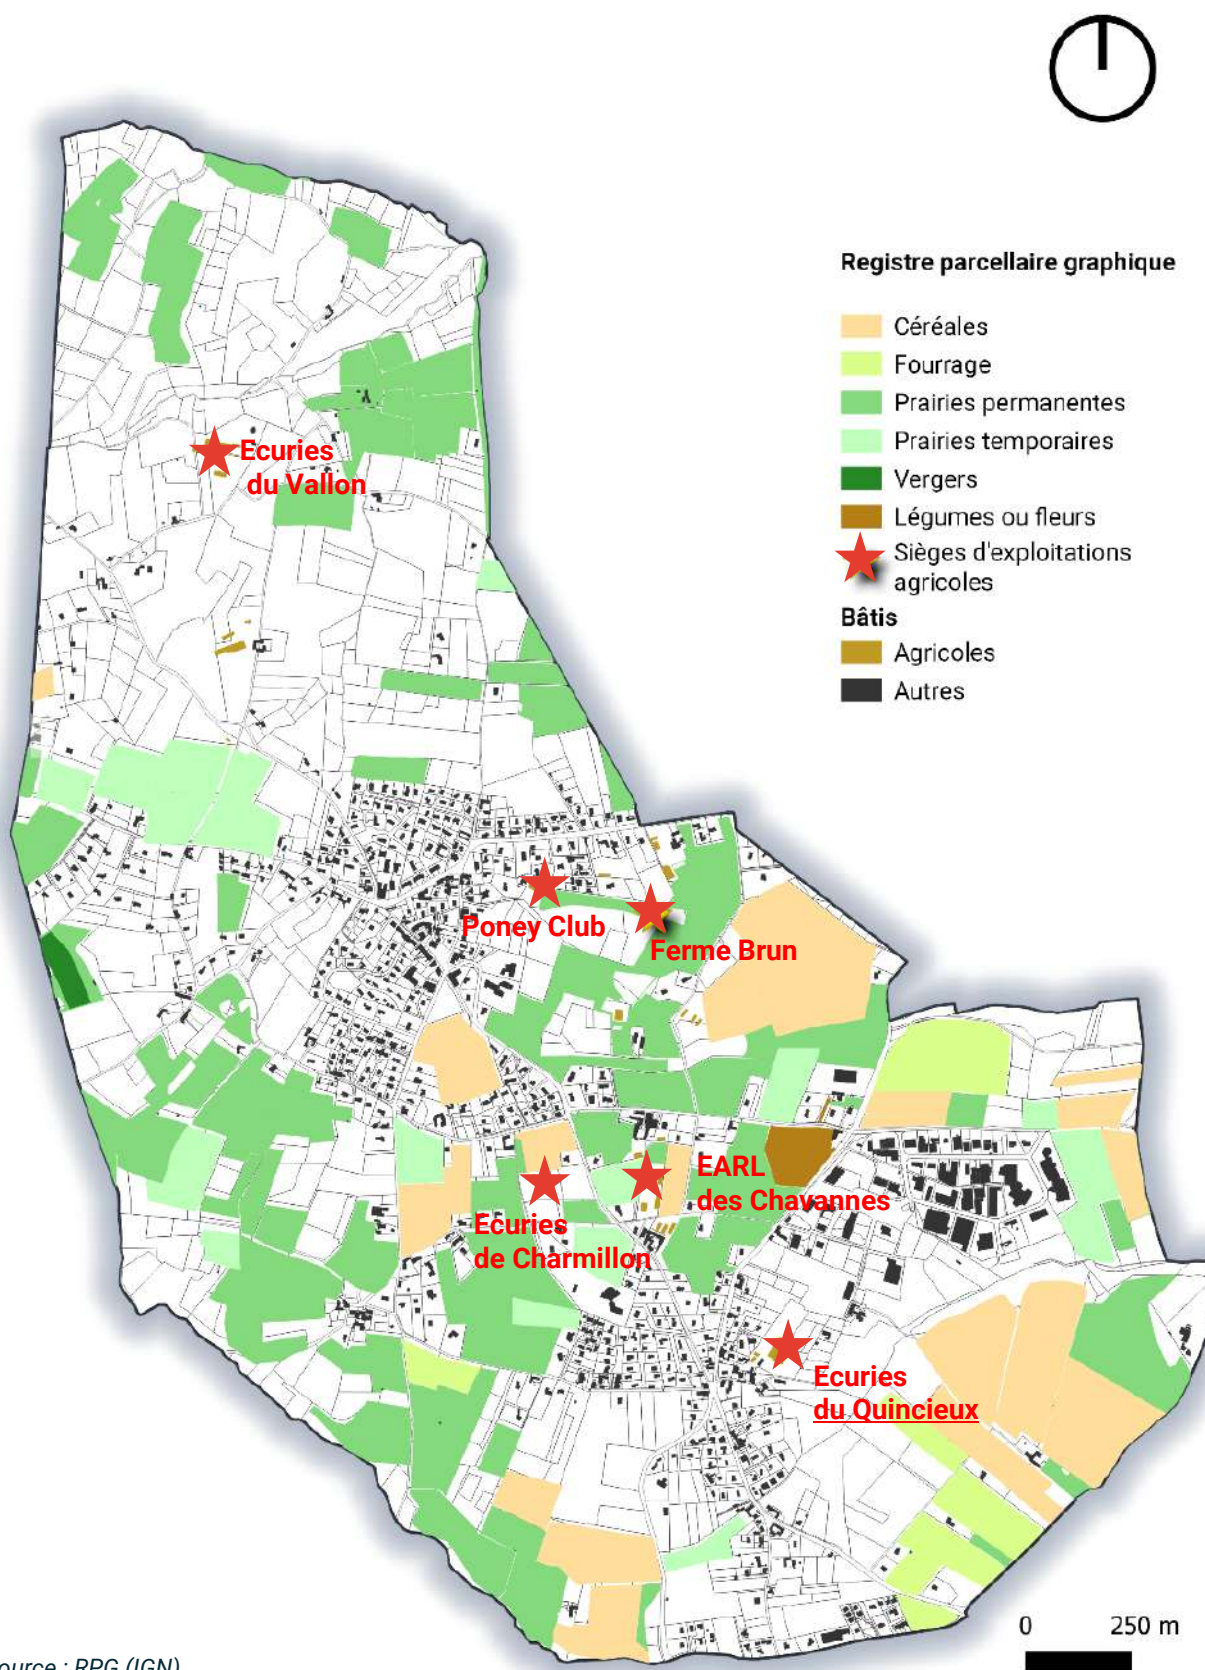 Registre parcellaire graphique
Céréales
Fourrage
Prairies permanentes
Prairies temporaires
Vergers
Légumes ou fleurs
Sièges d'exploitations
agricoles
Bâtis
Agricoles
Autres
Ecuries
du Vallon
Poney Club
Ferme Brun
EARL
des Chavannes
Ecuries
de Charmillon
Ecuries
du Quincieux
0 250 m
ource : RPG (IGN)